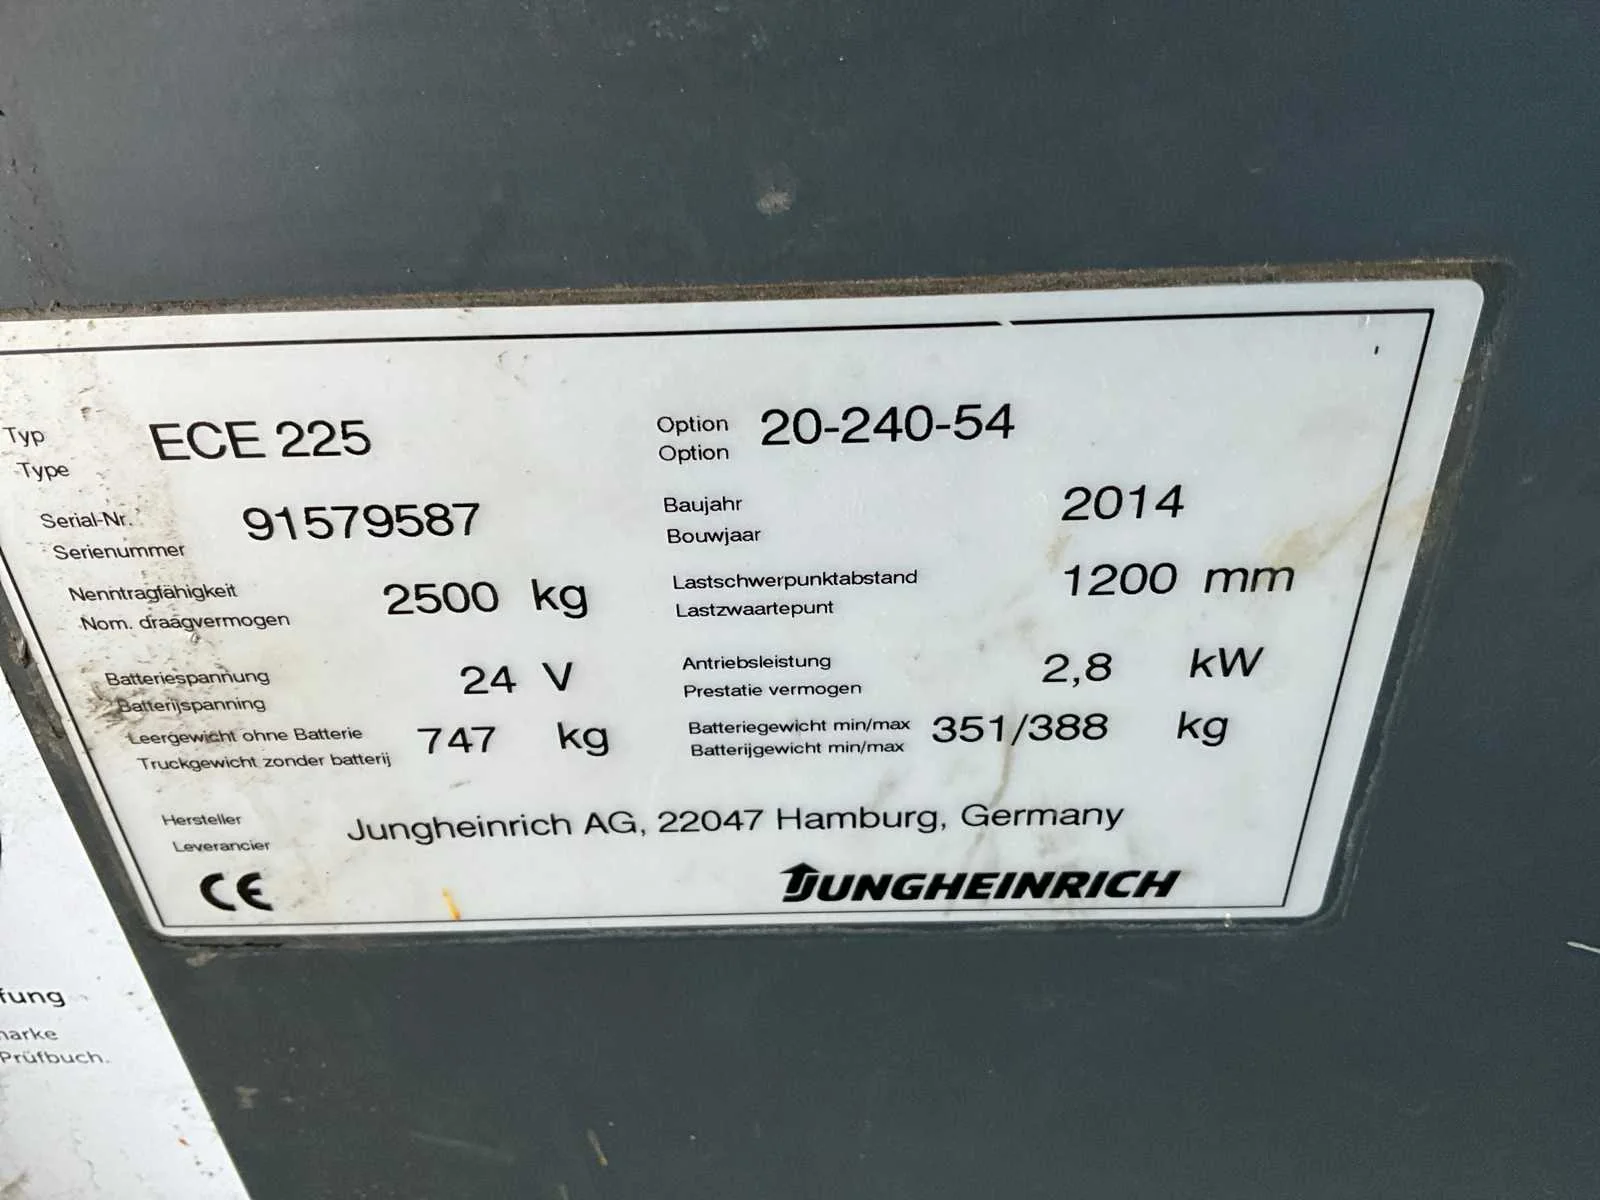 Typ
Type
ECE 225
Option
Option
20-240-54
Serial-Nr.
Serienummer
91579587
Baujahr
Bouwjaar
2014
Nenntragfähigkeit
Nom. draagvermogen
2500 kg
Lastschwerpunktabstand
Lastzwaartepunt
1200 mm
Batteriespannung
Batterijspanning
24 V
Antriebsleistung
Prestatie vermogen
2,8 kW
Leergewicht ohne Batterie
Truckgewicht zonder batterij
747 kg
Batteriegewicht min/max
Batterijgewicht min/max
351/388 kg
Hersteller
Leverancier
Jungheinrich AG, 22047 Hamburg, Germany
CE
JUNGHEINRICH
fung
marke
Prüfbuch.